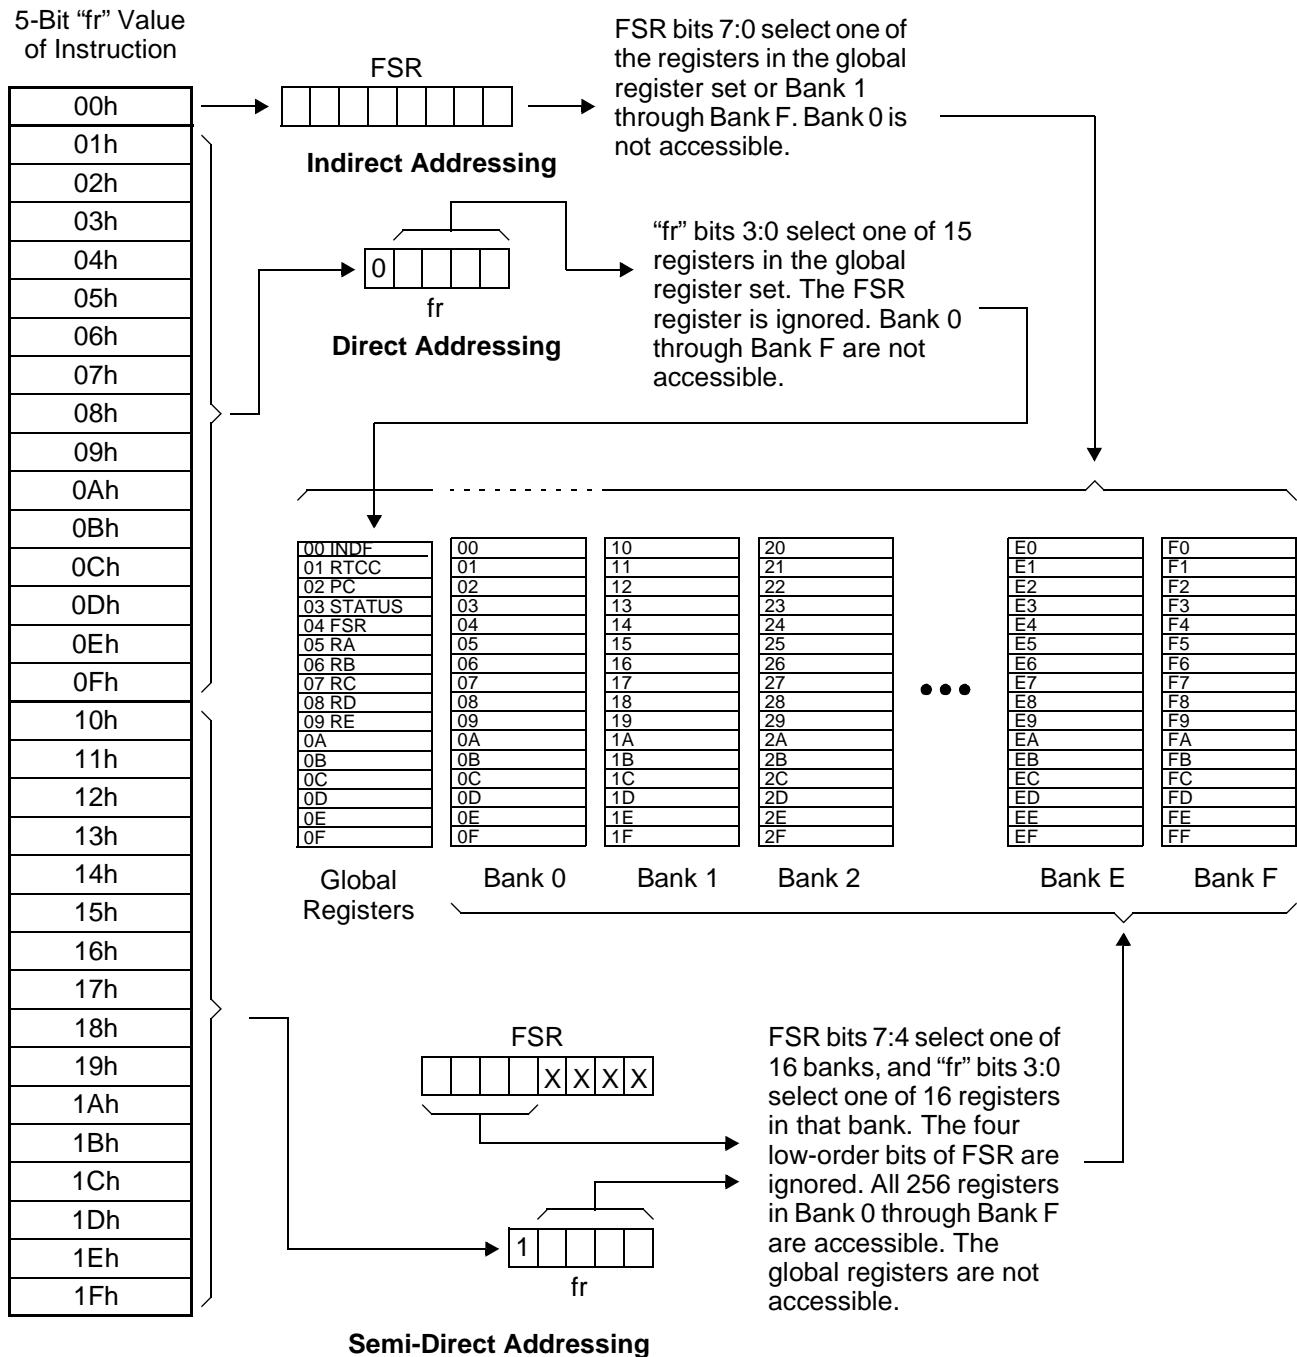 5-Bit “fr” Value
of Instruction
00h
01h
02h
03h
04h
05h
06h
07h
08h
09h
0Ah
0Bh
0Ch
0Dh
0Eh
0Fh
10h
11h
12h
13h
14h
15h
16h
17h
18h
19h
1Ah
1Bh
1Ch
1Dh
1Eh
1Fh
FSR
Indirect Addressing
FSR bits 7:0 select one of
the registers in the global
register set or Bank 1
through Bank F. Bank 0 is
not accessible.
0
fr
Direct Addressing
“fr” bits 3:0 select one of 15
registers in the global
register set. The FSR
register is ignored. Bank 0
through Bank F are not
accessible.
00 INDF
01 RTCC
02 PC
03 STATUS
04 FSR
05 RA
06 RB
07 RC
08 RD
09 RE
0A
0B
0C
0D
0E
0F
Global
Registers
00
01
02
03
04
05
06
07
08
09
0A
0B
0C
0D
0E
0F
Bank 0
10
11
12
13
14
15
16
17
18
19
1A
1B
1C
1D
1E
1F
Bank 1
20
21
22
23
24
25
26
27
28
29
2A
2B
2C
2D
2E
2F
Bank 2
E0
E1
E2
E3
E4
E5
E6
E7
E8
E9
EA
EB
EC
ED
EE
EF
Bank E
F0
F1
F2
F3
F4
F5
F6
F7
F8
F9
FA
FB
FC
FD
FE
FF
Bank F
FSR
X X X X
1
fr
Semi-Direct Addressing
FSR bits 7:4 select one of
16 banks, and “fr” bits 3:0
select one of 16 registers
in that bank. The four
low-order bits of FSR are
ignored. All 256 registers
in Bank 0 through Bank F
are accessible. The
global registers are not
accessible.